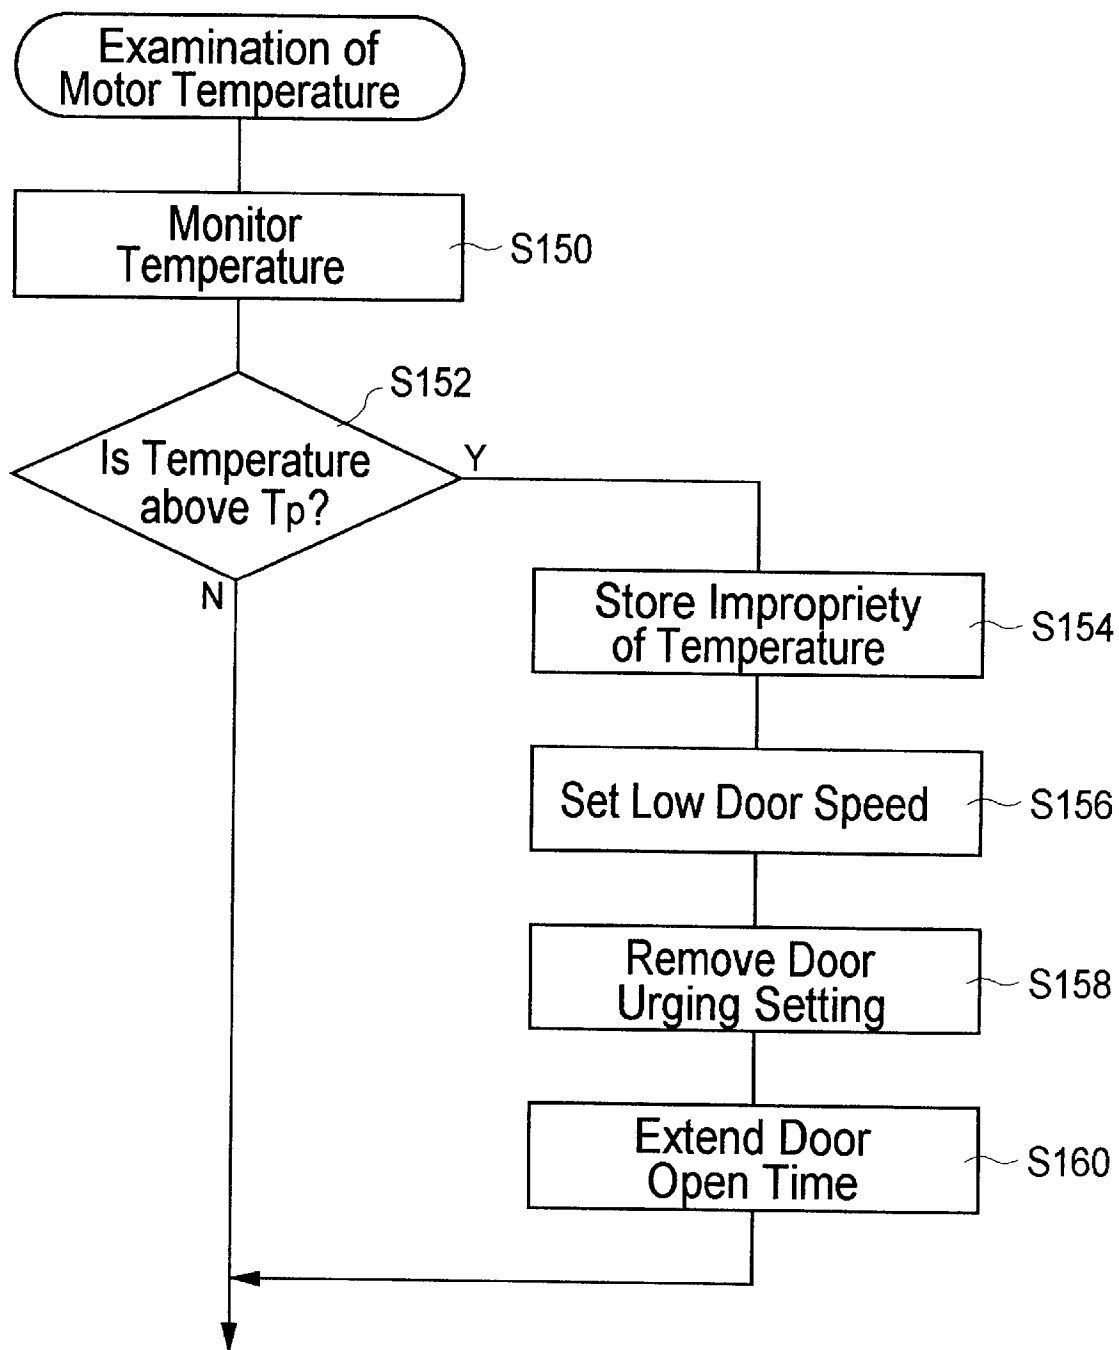 Examination of
Motor Temperature
Monitor
Temperature
S150
S152
Is Temperature
above Tp?
Y
N
Store Impropriety
of Temperature
S154
Set Low Door Speed
S156
Remove Door
Urging Setting
S158
Extend Door
Open Time
S160